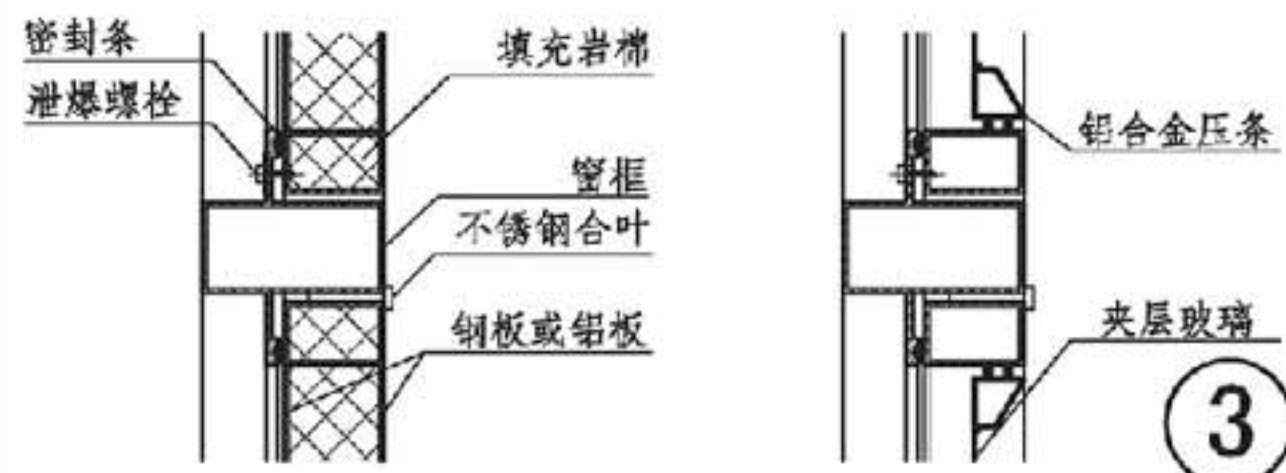 密封条
泄爆螺栓
填充岩棉
窗框
不锈钢合叶
钢板或铝板
铝合金压条
夹层玻璃
3